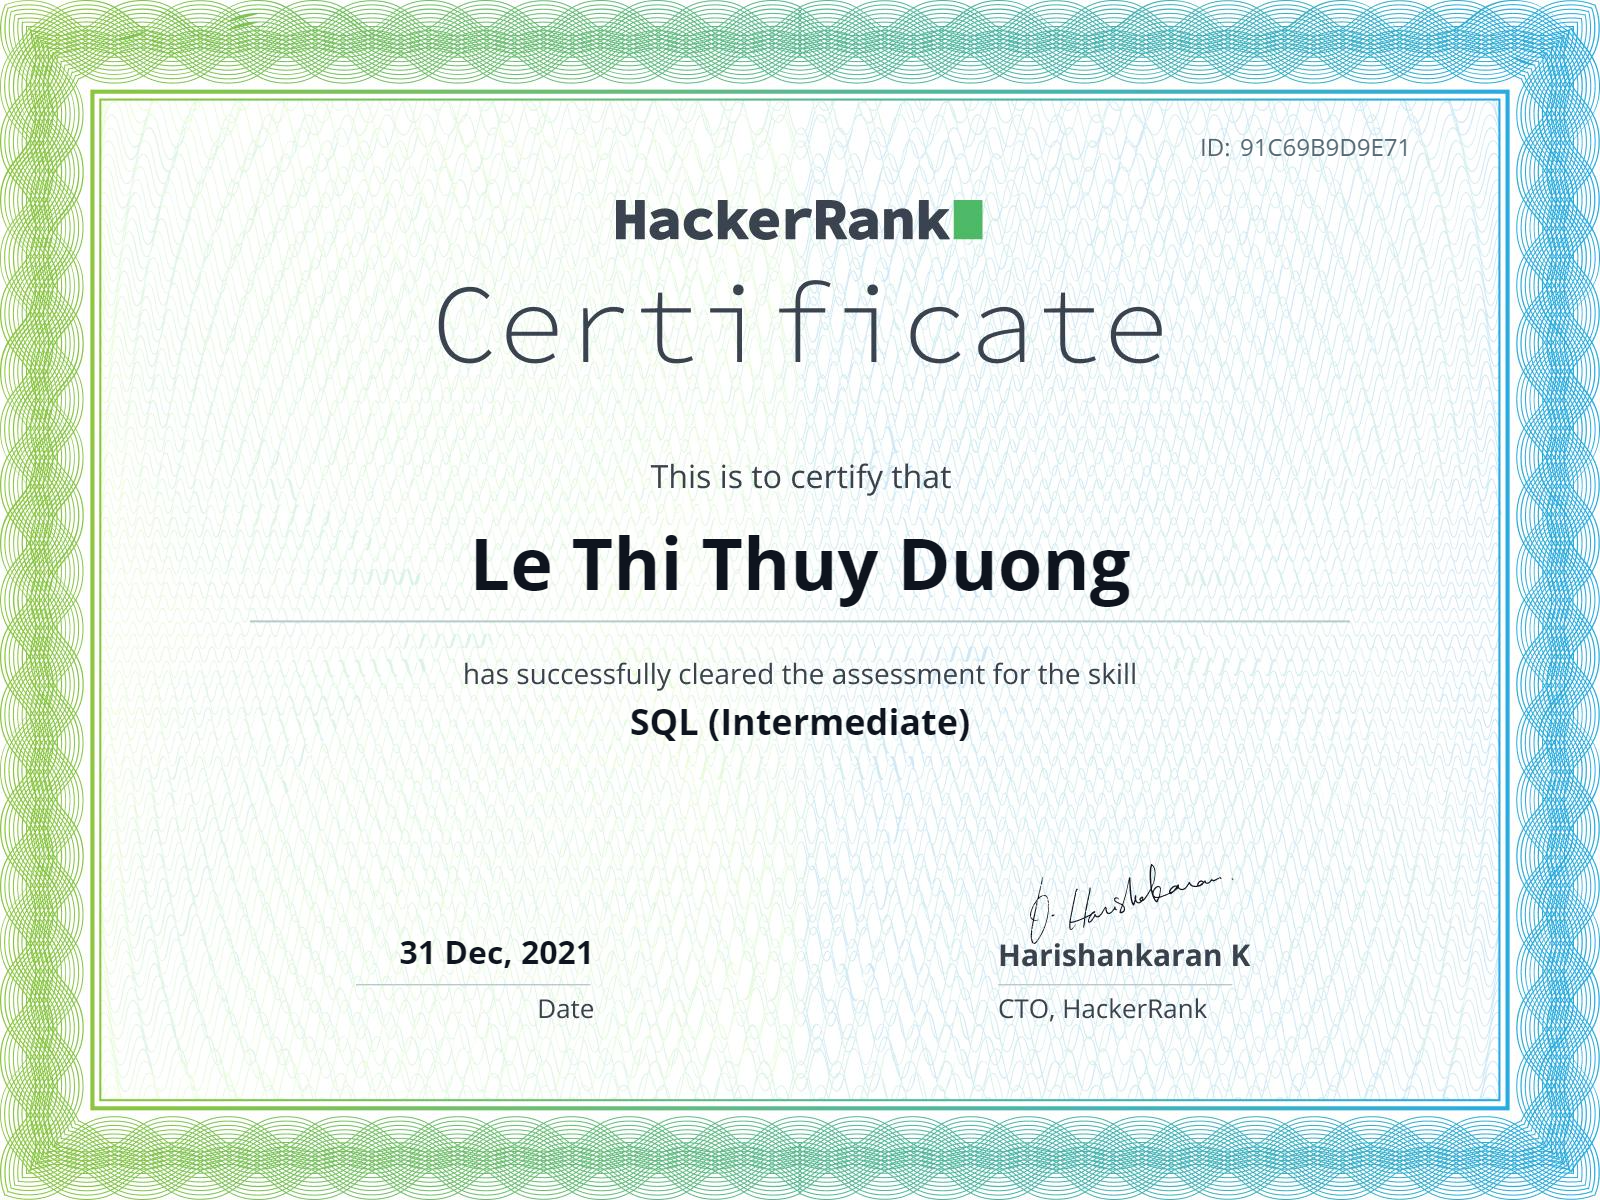 ID: 91C69B9D9E71
HackerRank
Certificate
This is to certify that
Le Thi Thuy Duong
has successfully cleared the assessment for the skill
SQL (Intermediate)
J. Harishankaran
31 Dec, 2021
Harishankaran K
Date
CTO, HackerRank